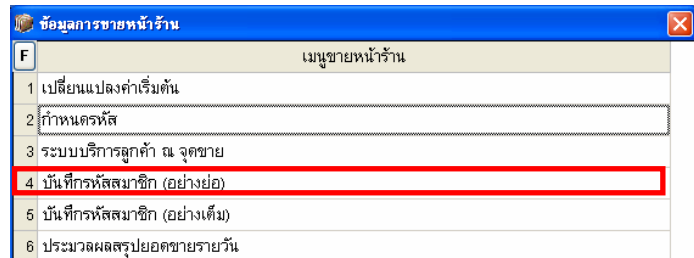 ข้อมูลการขายหน้าร้าน
F เมนูขายหน้าร้าน
1 เปลี่ยนแปลงค่าเริ่มต้น
2 กำหนดรหัส
3 ระบบบริการลูกค้า ณ จุดขาย
4 บันทึกรหัสสมาชิก (อย่างย่อ)
5 บันทึกรหัสสมาชิก (อย่างเต็ม)
6 ประมวลผลสรุปยอดขายรายวัน